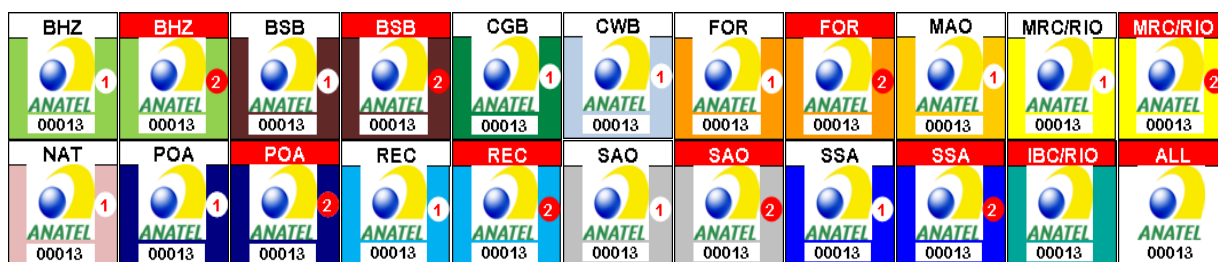 BHZ BHZ BSB BSB CGB CWB FOR FOR MAO MRC/RIO MRC/RIO
1 2 1 2 1 1 1 2 1 1 2
ANATEL ANATEL ANATEL ANATEL ANATEL ANATEL ANATEL ANATEL ANATEL ANATEL ANATEL
00013 00013 00013 00013 00013 00013 00013 00013 00013 00013 00013
NAT POA POA REC REC SAO SAO SSA SSA IBC/RIO ALL
1 1 2 1 2 1 2 1 2
ANATEL ANATEL ANATEL ANATEL ANATEL ANATEL ANATEL ANATEL ANATEL ANATEL ANATEL
00013 00013 00013 00013 00013 00013 00013 00013 00013 00013 00013